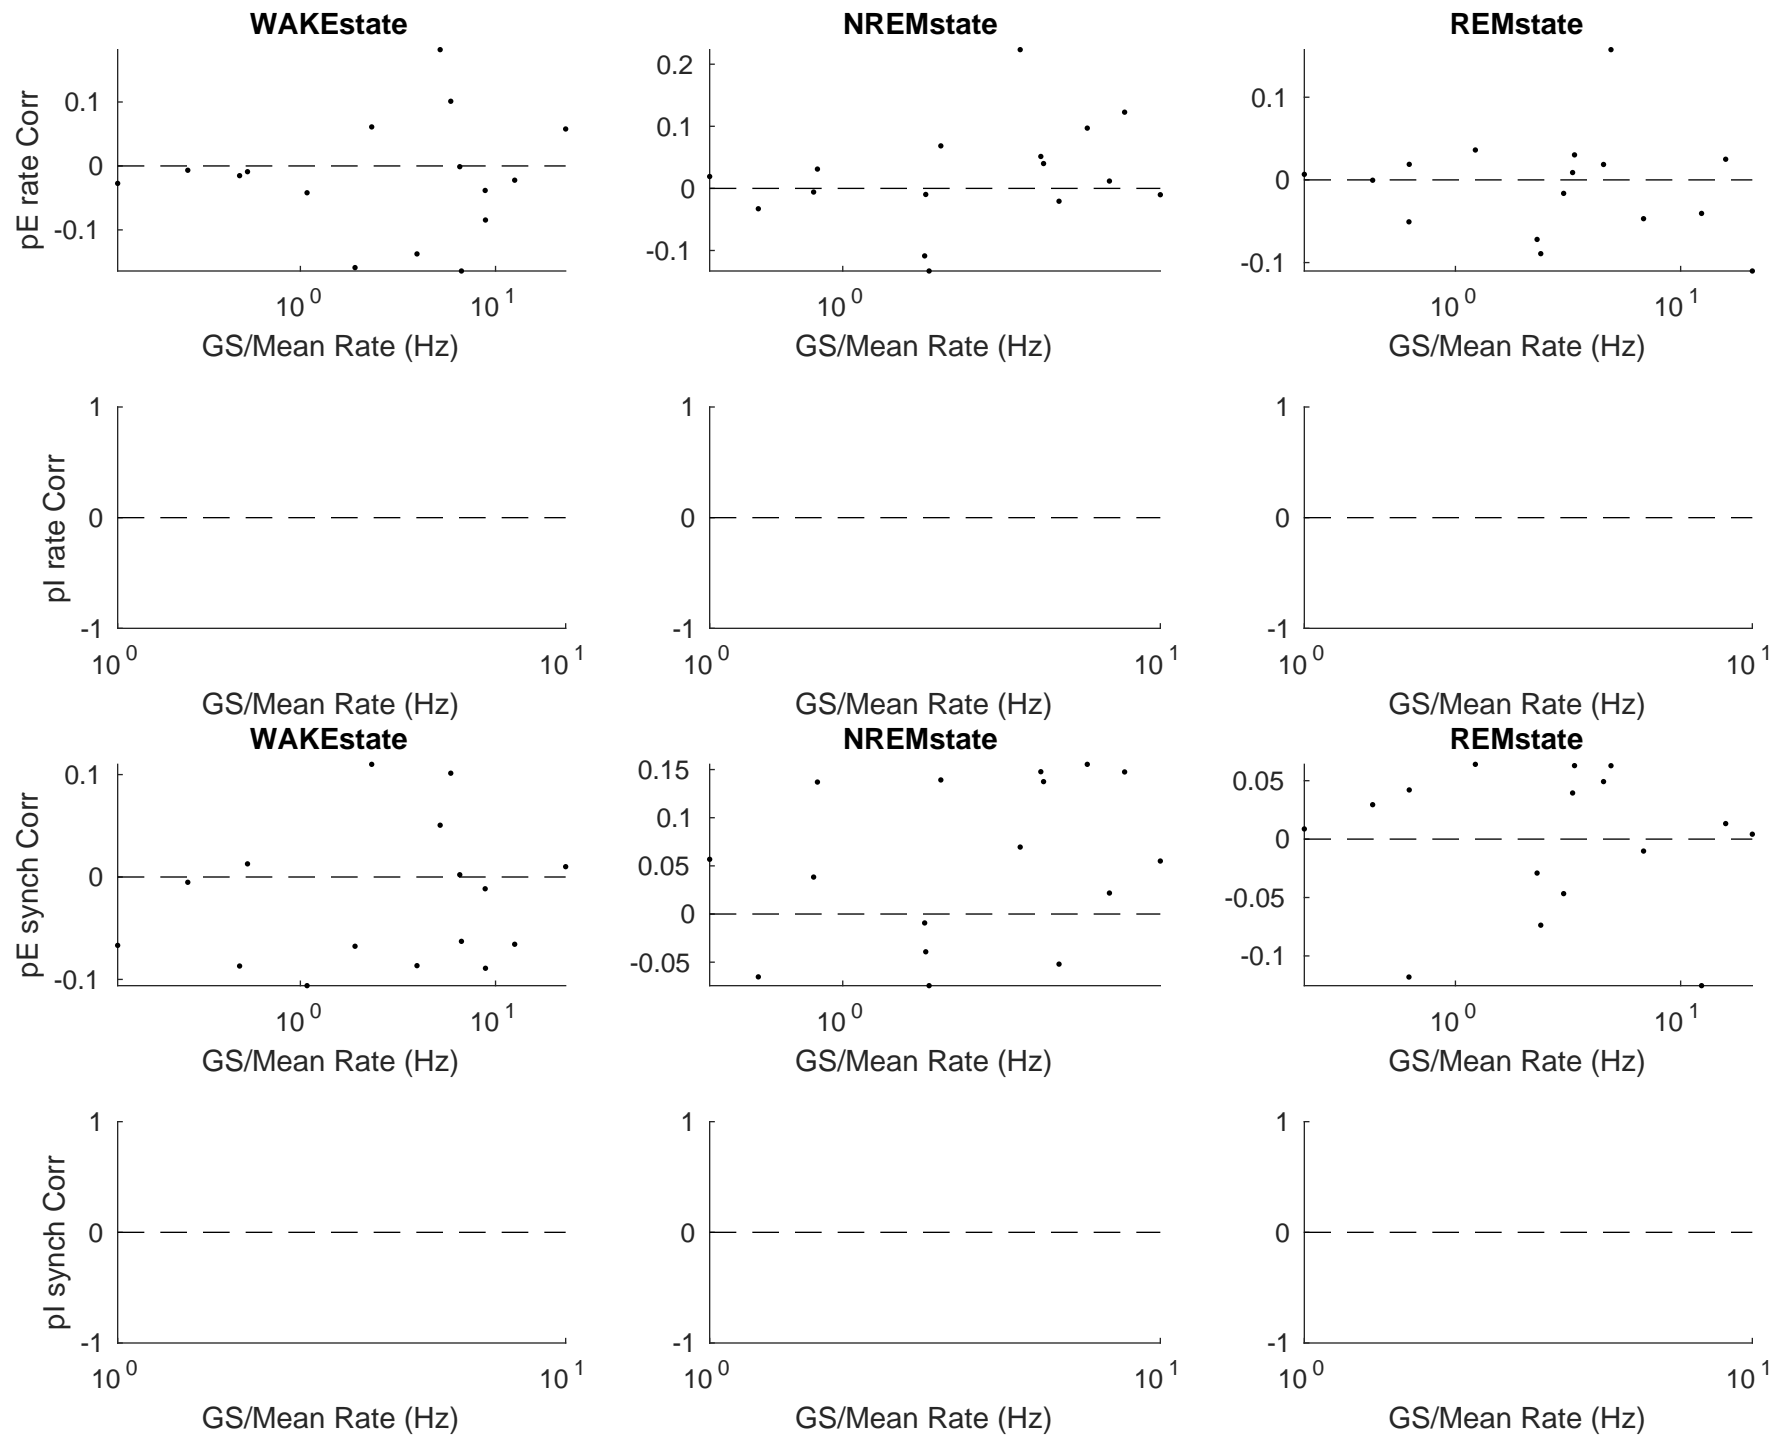 WAKEstate NREMstate REMstate
pE rate Corr
0.1
0
-0.1
10^0 10^1
GS/Mean Rate (Hz)
0.2
0.1
0
-0.1
10^0
GS/Mean Rate (Hz)
0.1
0
-0.1
10^0 10^1
GS/Mean Rate (Hz)
pI rate Corr
1
0
-1
10^0 10^1
GS/Mean Rate (Hz)
1
0
-1
10^0 10^1
GS/Mean Rate (Hz)
1
0
-1
10^0 10^1
GS/Mean Rate (Hz)
WAKEstate NREMstate REMstate
pE synch Corr
0.1
0
-0.1
10^0 10^1
GS/Mean Rate (Hz)
0.15
0.1
0.05
0
-0.05
10^0
GS/Mean Rate (Hz)
0.05
0
-0.05
-0.1
10^0 10^1
GS/Mean Rate (Hz)
pI synch Corr
1
0
-1
10^0 10^1
GS/Mean Rate (Hz)
1
0
-1
10^0 10^1
GS/Mean Rate (Hz)
1
0
-1
10^0 10^1
GS/Mean Rate (Hz)